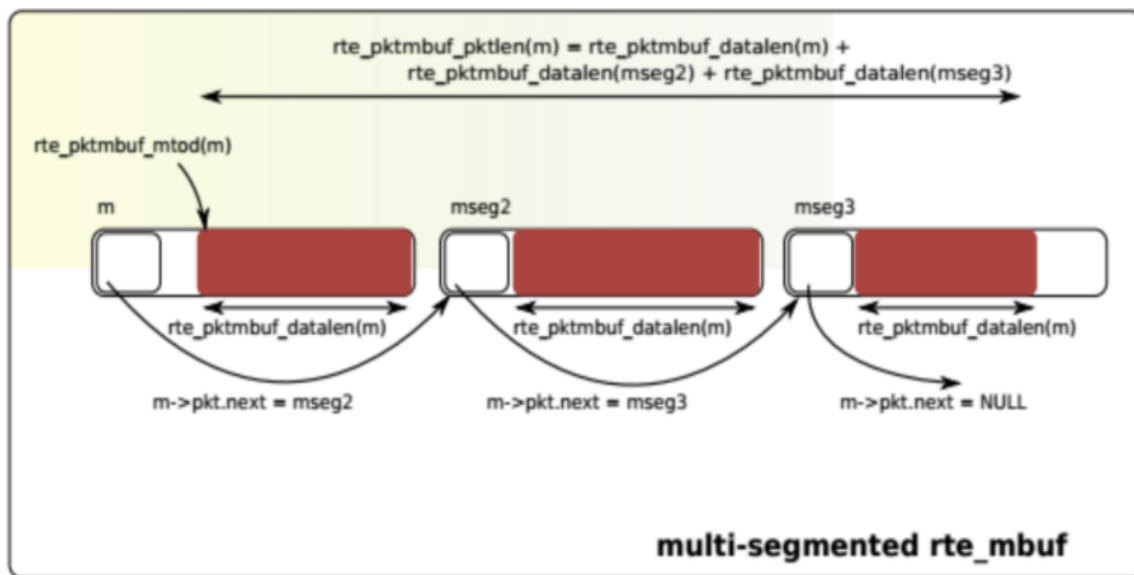 rte_pktmbuf_pktlen(m) = rte_pktmbuf_datalen(m) +
rte_pktmbuf_datalen(mseg2) + rte_pktmbuf_datalen(mseg3)
rte_pktmbuf_mtod(m)
m
mseg2
mseg3
rte_pktmbuf_datalen(m)
rte_pktmbuf_datalen(m)
rte_pktmbuf_datalen(m)
m->pkt.next = mseg2
m->pkt.next = mseg3
m->pkt.next = NULL
multi-segmented rte_mbuf